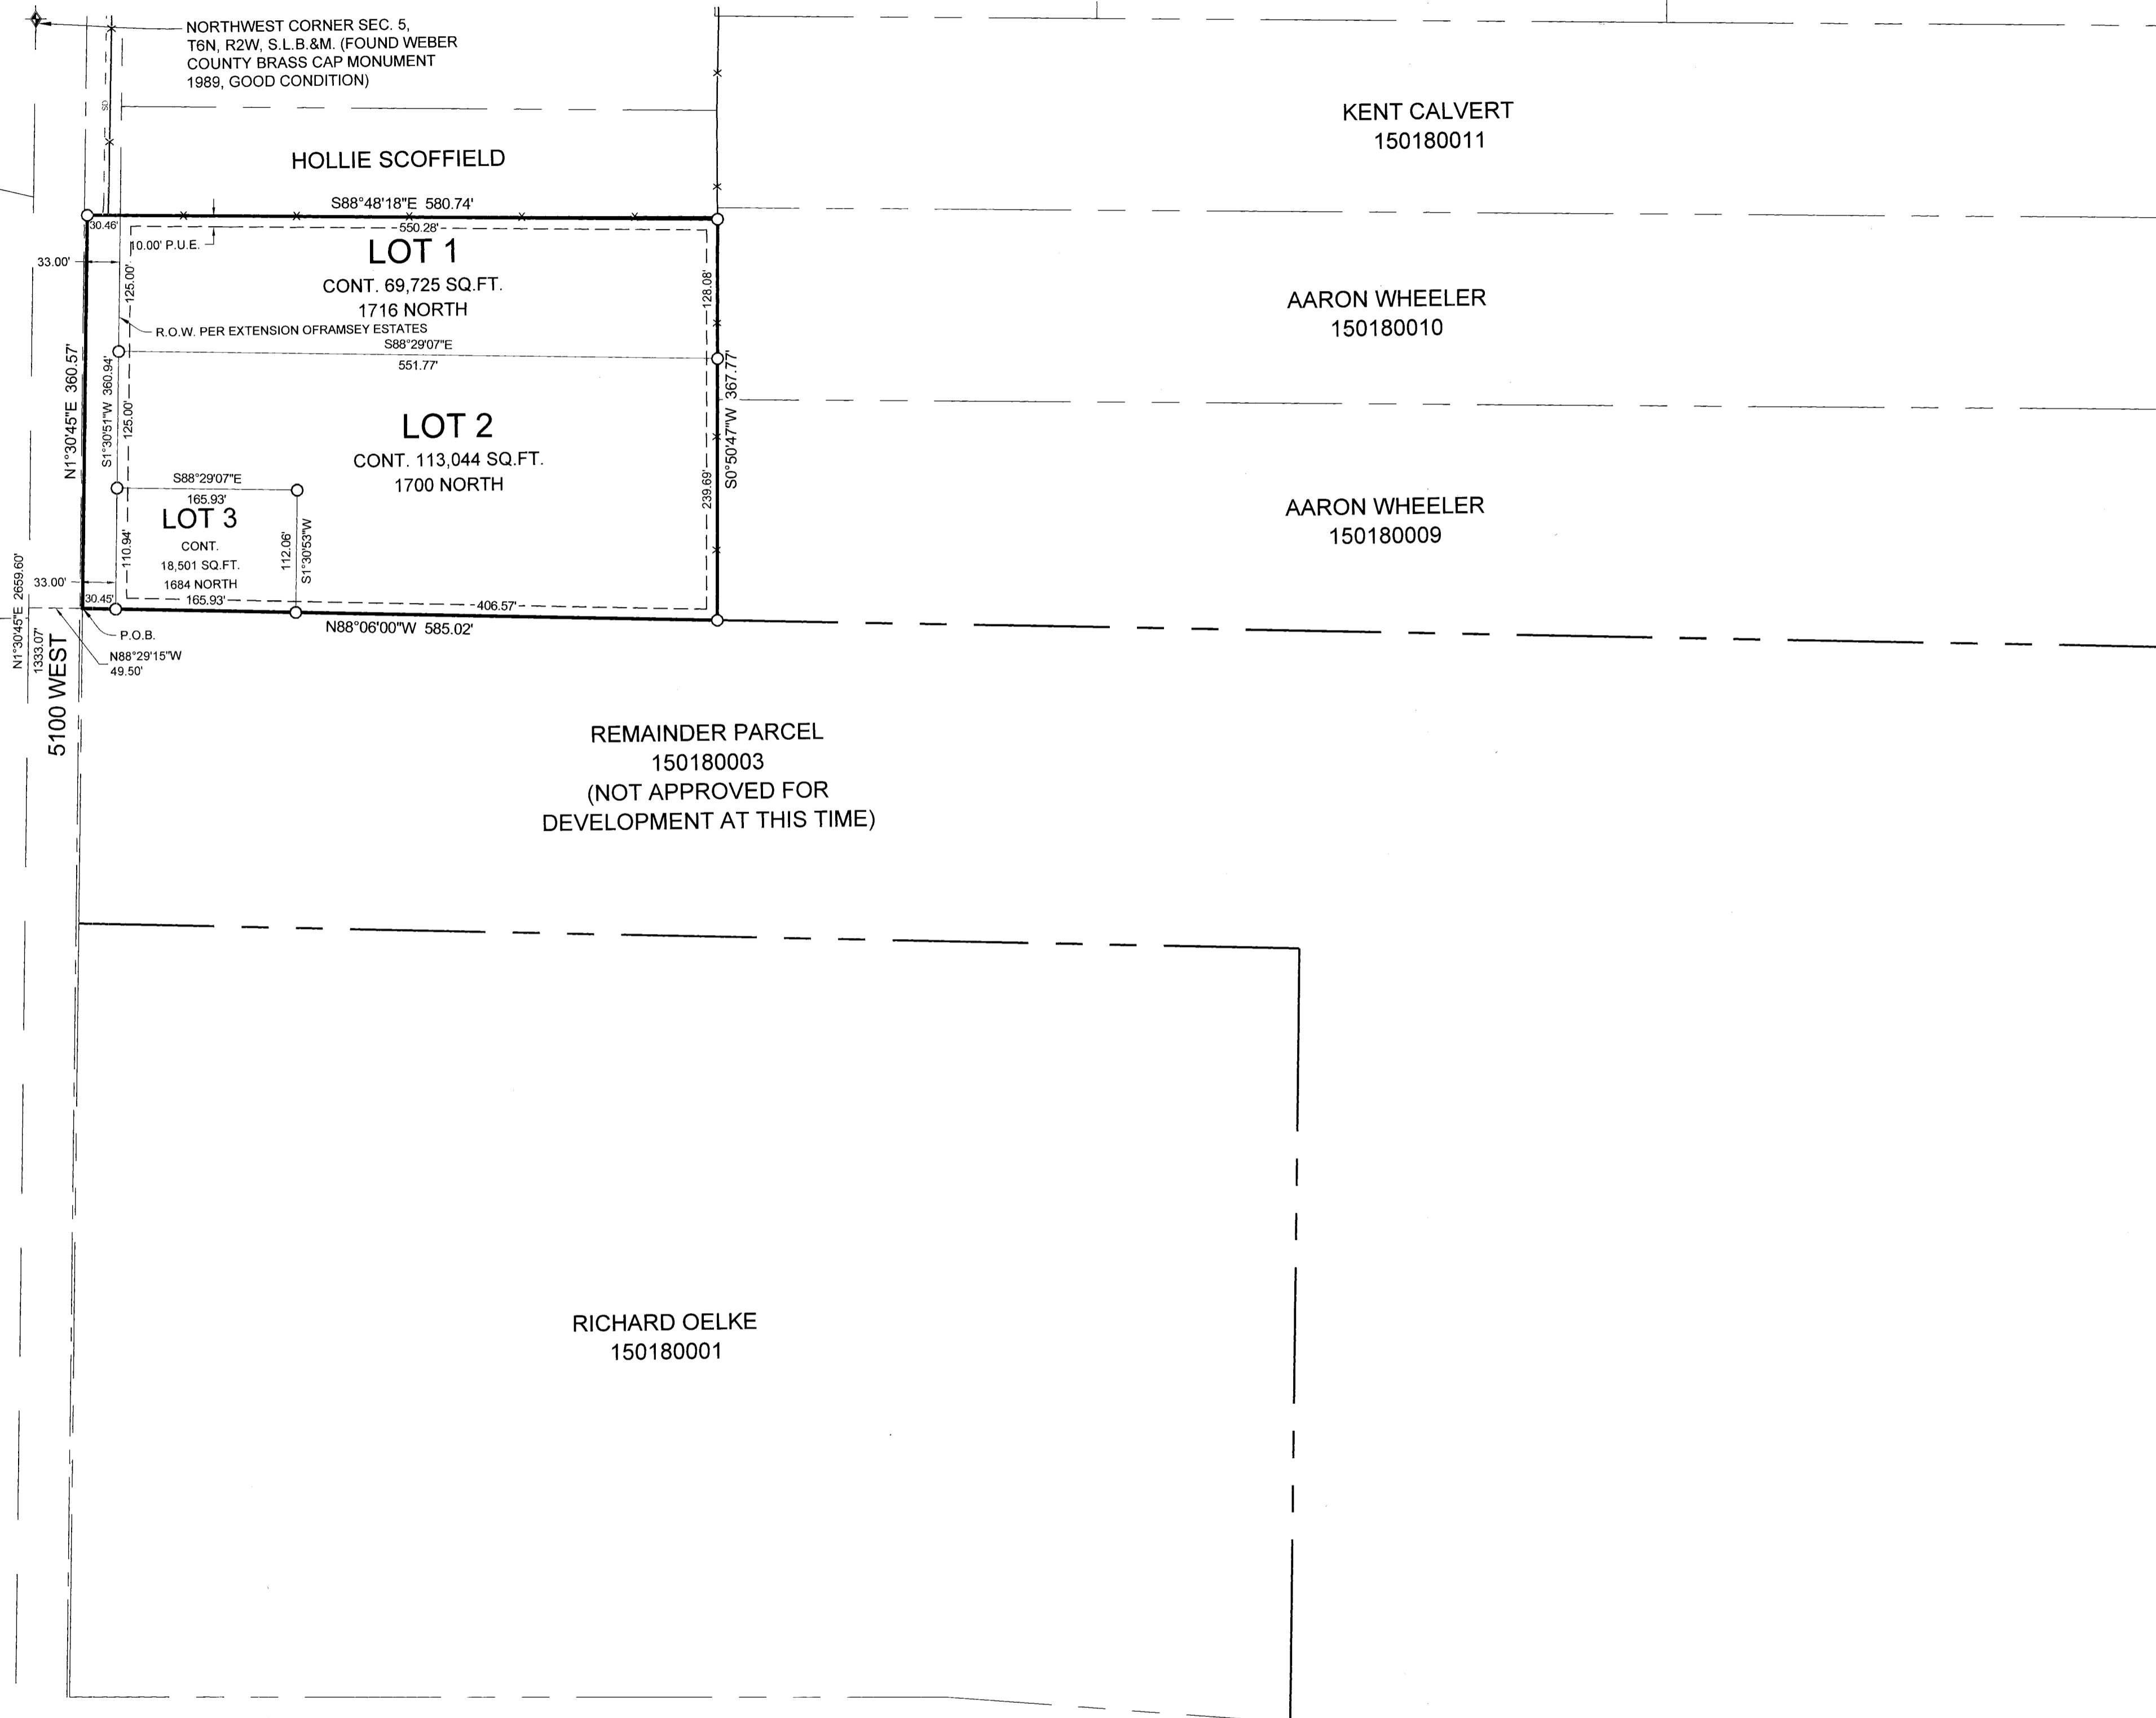 NORTHWEST CORNER SEC. 5,
T6N, R2W, S.L.B.&M. (FOUND WEBER
COUNTY BRASS CAP MONUMENT
1989, GOOD CONDITION)
SD
KENT CALVERT
150180011
HOLLIE SCOFFIELD
S88°48'18"E 580.74'
30.46'
550.28'
10.00' P.U.E.
LOT 1
CONT. 69,725 SQ.FT.
1716 NORTH
33.00'
125.00'
128.08'
R.O.W. PER EXTENSION OFRAMSEY ESTATES
S88°29'07"E
551.77'
AARON WHEELER
150180010
N1°30'45"E 360.57'
S1°30'51"W 360.94'
125.00'
S0°50'47"W 367.77'
LOT 2
CONT. 113,044 SQ.FT.
1700 NORTH
239.69'
S88°29'07"E
165.93'
LOT 3
CONT.
18,501 SQ.FT.
1684 NORTH
165.93'
110.94'
112.06'
S1°30'53"W
AARON WHEELER
150180009
33.00'
30.45'
406.57'
N88°06'00"W 585.02'
P.O.B.
N88°29'15"W
49.50'
N1°30'45"E 2659.60'
1333.07'
5100 WEST
REMAINDER PARCEL
150180003
(NOT APPROVED FOR
DEVELOPMENT AT THIS TIME)
RICHARD OELKE
150180001